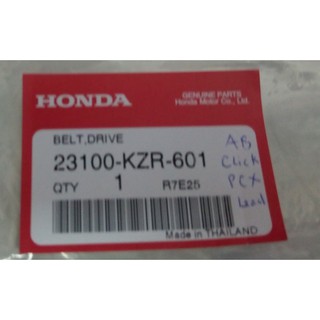 HONDA
GENUINE PARTS
Honda Motor Co., Ltd.
BELT,DRIVE
23100-KZR-601
QTY 1 R7E25
Made in THAILAND
AB
Click
PCX
Lead